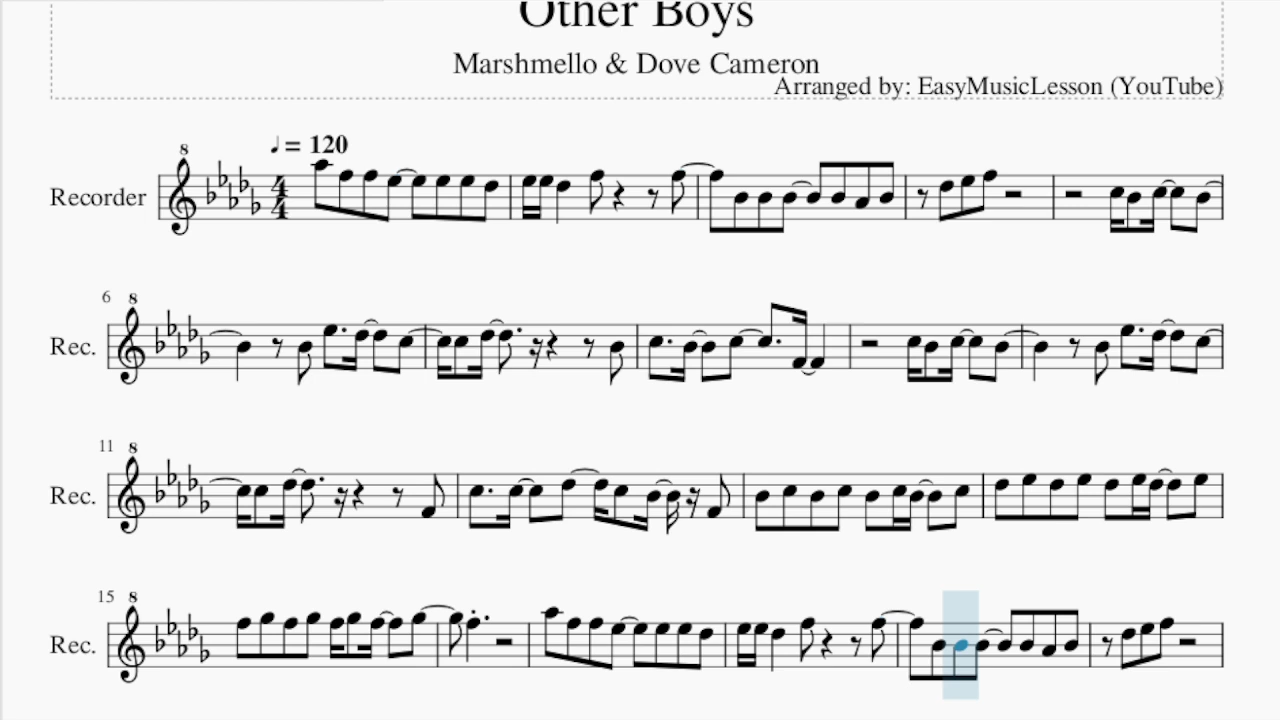 Other Boys
Marshmello & Dove Cameron
Arranged by: EasyMusicLesson (YouTube)
♩ = 120
8
Recorder
4
4
6
8
Rec.
11
8
Rec.
15
8
Rec.